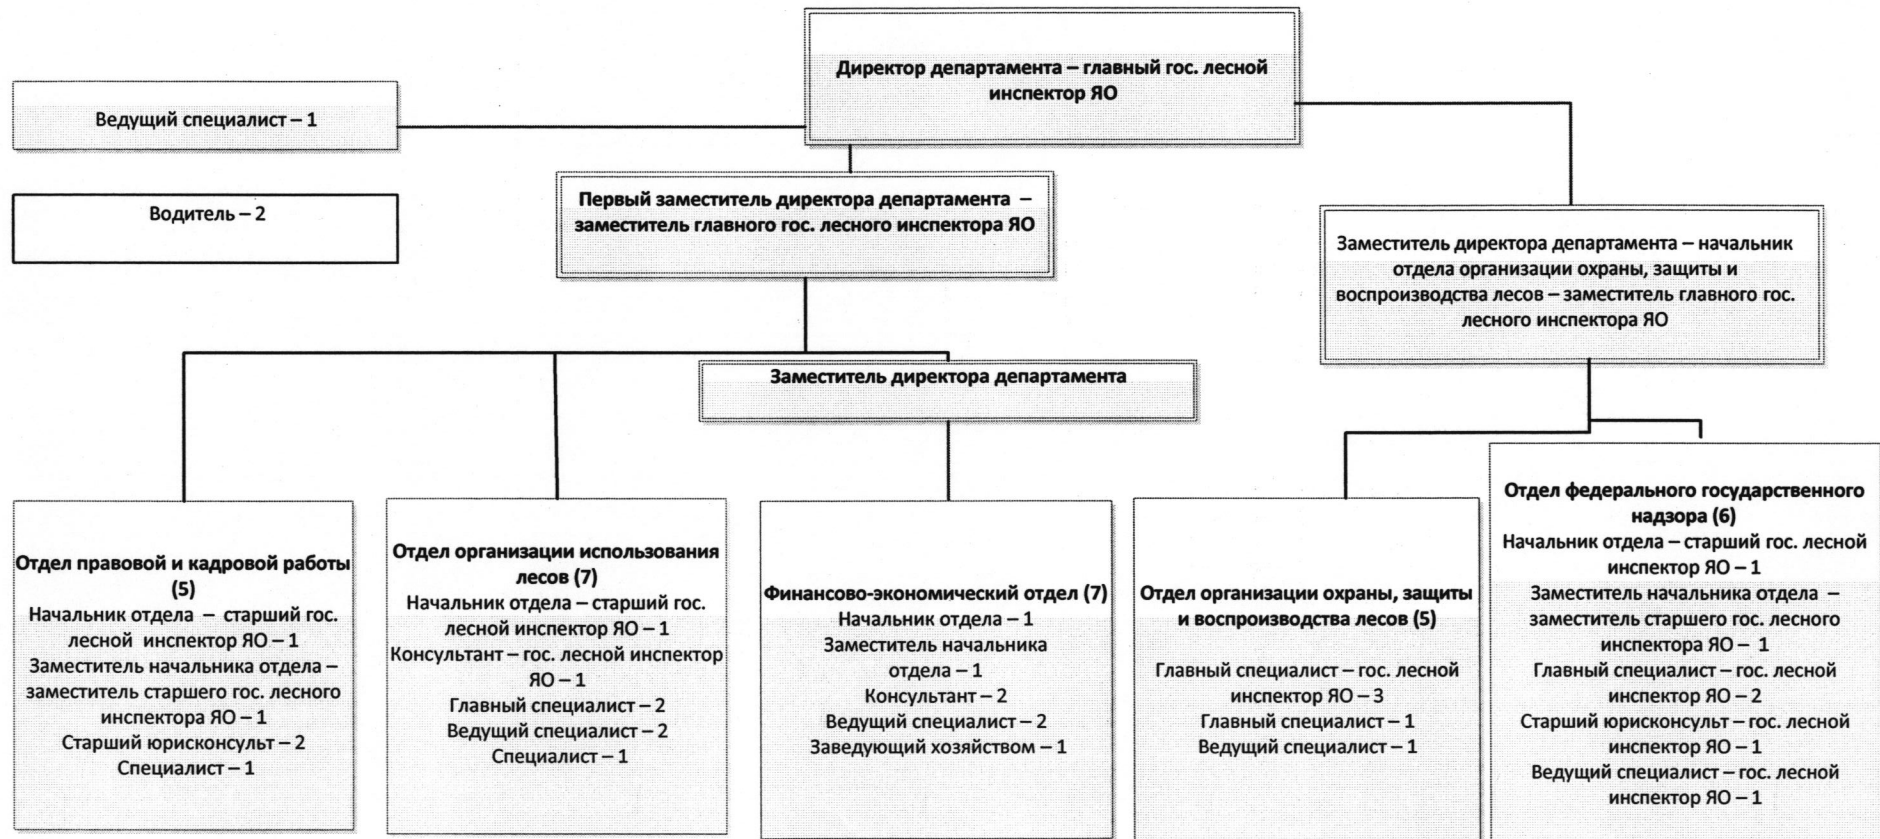 Директор департамента – главный гос. лесной
инспектор ЯО
Ведущий специалист – 1
Водитель – 2
Первый заместитель директора департамента –
заместитель главного гос. лесного инспектора ЯО
Заместитель директора департамента – начальник
отдела организации охраны, защиты и
воспроизводства лесов – заместитель главного гос.
лесного инспектора ЯО
Заместитель директора департамента
Отдел правовой и кадровой работы
(5)
Начальник отдела – старший гос.
лесной инспектор ЯО – 1
Заместитель начальника отдела –
заместитель старшего гос. лесного
инспектора ЯО – 1
Старший юрисконсульт – 2
Специалист – 1
Отдел организации использования
лесов (7)
Начальник отдела – старший гос.
лесной инспектор ЯО – 1
Консультант – гос. лесной инспектор
ЯО – 1
Главный специалист – 2
Ведущий специалист – 2
Специалист – 1
Финансово-экономический отдел (7)
Начальник отдела – 1
Заместитель начальника
отдела – 1
Консультант – 2
Ведущий специалист – 2
Заведующий хозяйством – 1
Отдел организации охраны, защиты
и воспроизводства лесов (5)
Главный специалист – гос. лесной
инспектор ЯО – 3
Главный специалист – 1
Ведущий специалист – 1
Отдел федерального государственного
надзора (6)
Начальник отдела – старший гос. лесной
инспектор ЯО – 1
Заместитель начальника отдела –
заместитель старшего гос. лесного
инспектора ЯО – 1
Главный специалист – гос. лесной
инспектор ЯО – 2
Старший юрисконсульт – гос. лесной
инспектор ЯО – 1
Ведущий специалист – гос. лесной
инспектор ЯО – 1